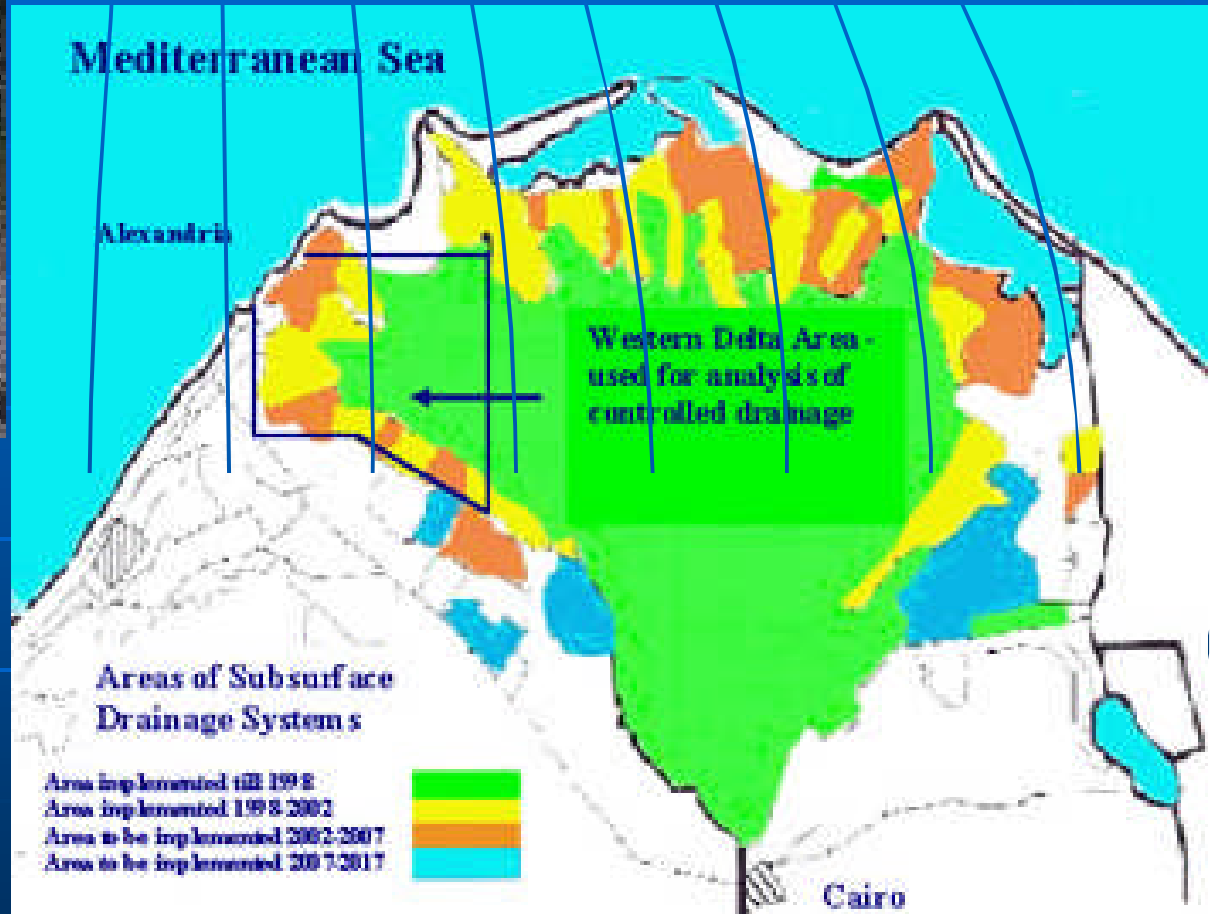 Mediterranean Sea
Alexandria
Western Delta Area -
used for analysis of
controlled drainage
Areas of Subsurface
Drainage Systems
Area implemented till 1998
Area implemented 1998-2002
Area to be implemented 2002-2007
Area to be implemented 2007-2017
Cairo